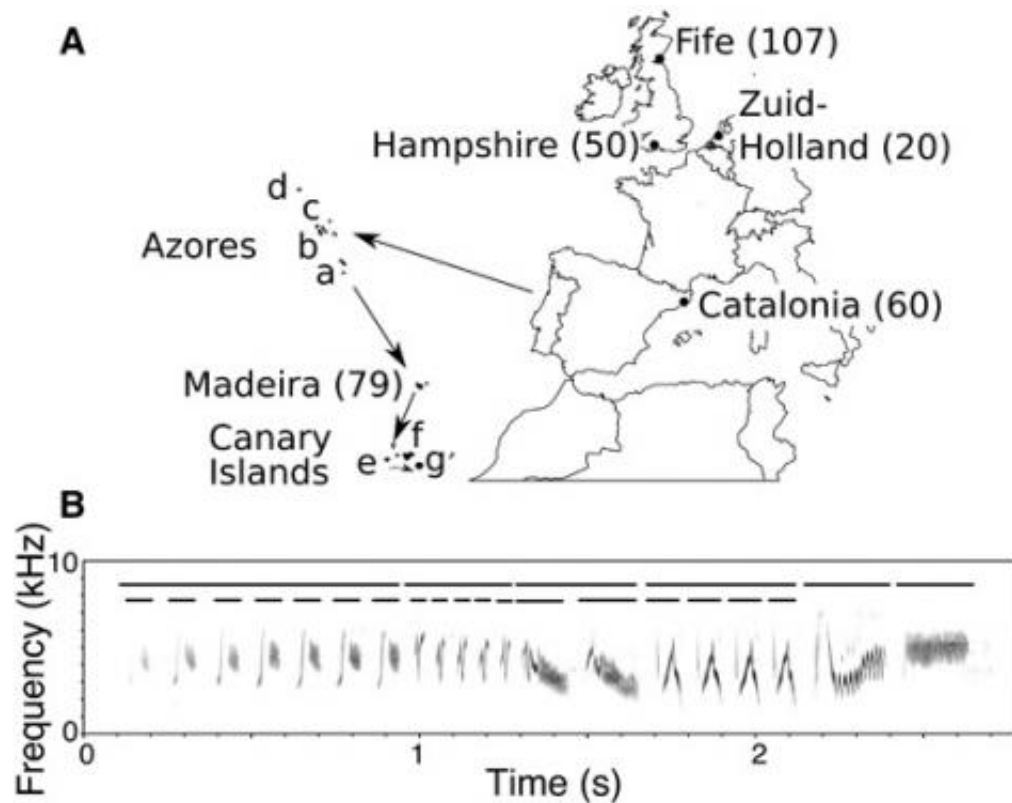 A
Fife (107)
Zuid-
Hampshire (50)
Holland (20)
d
c
Azores
b
a
Catalonia (60)
Madeira (79)
Canary
f
Islands
e
g
B
Frequency (kHz)
10
0
0
1
2
Time (s)